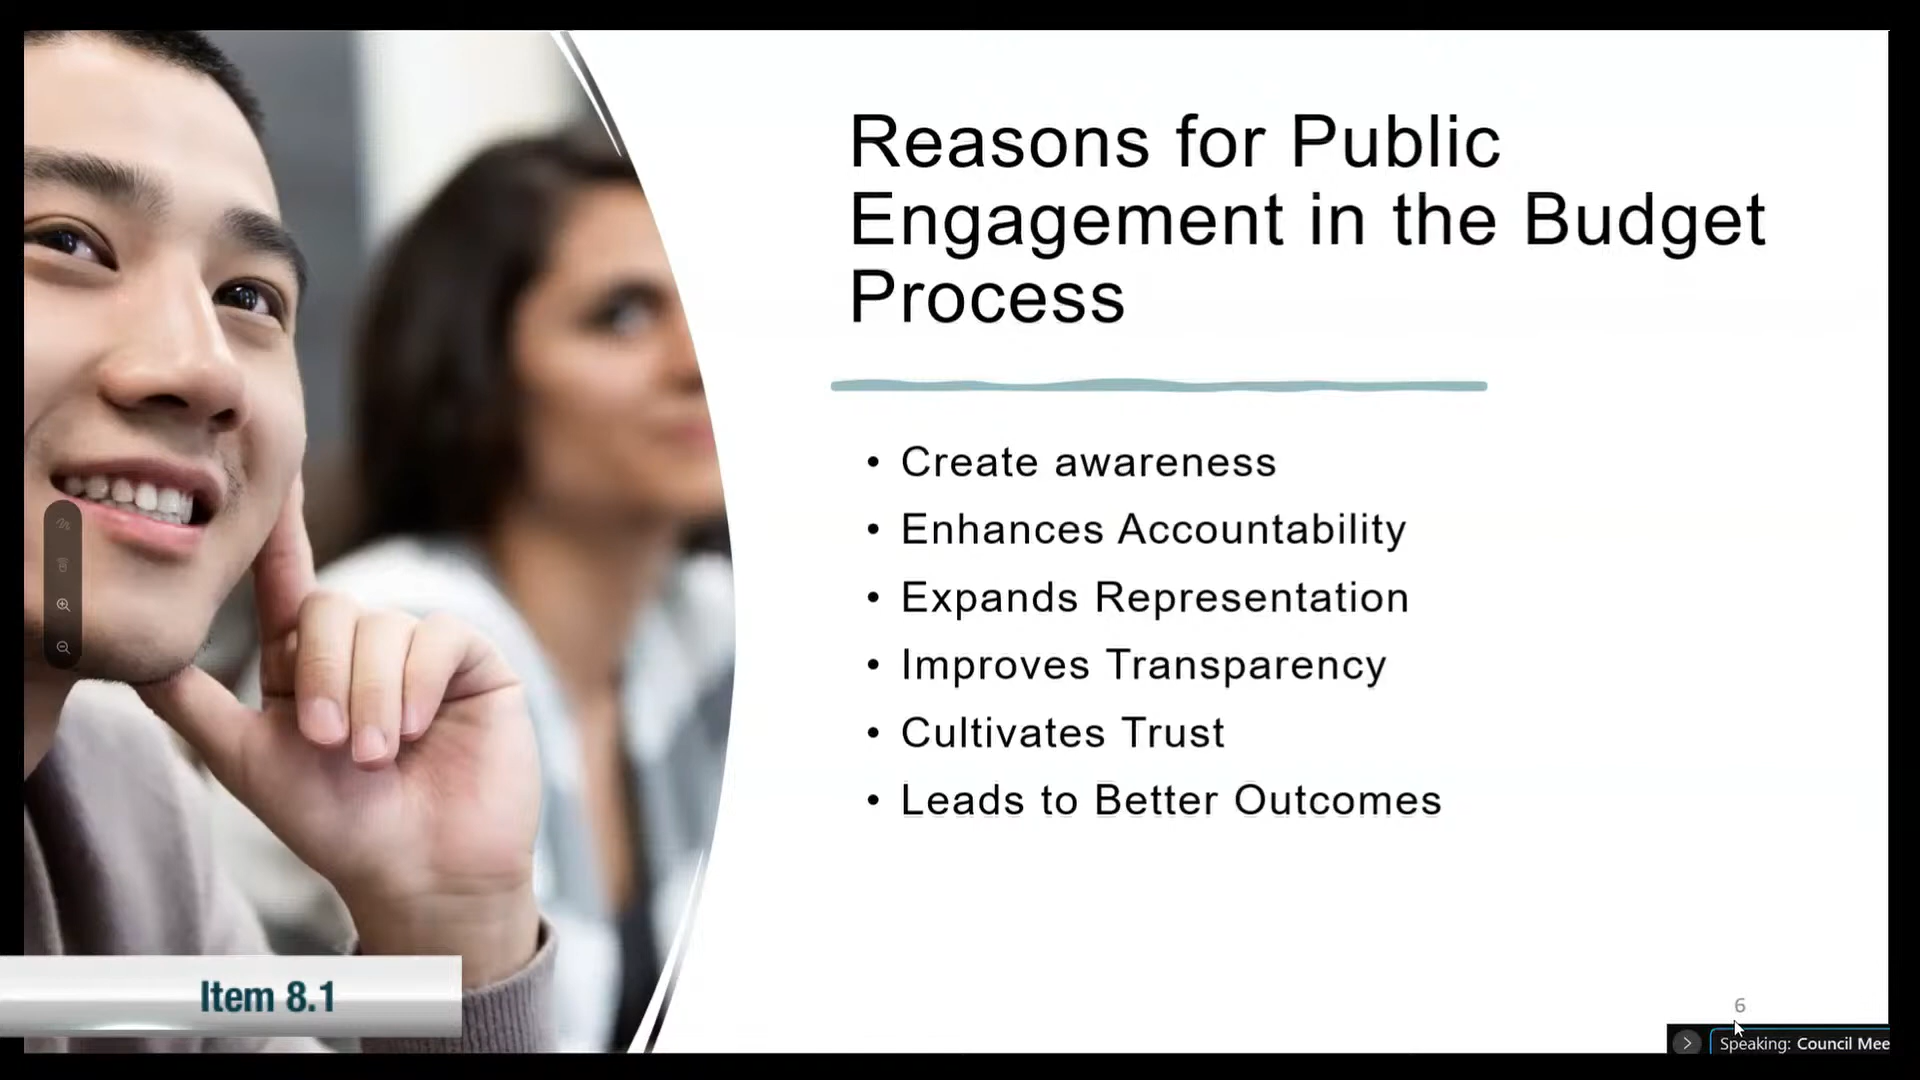 Reasons for Public
Engagement in the Budget
Process
• Create awareness
• Enhances Accountability
• Expands Representation
• Improves Transparency
• Cultivates Trust
• Leads to Better Outcomes
Item 8.1
6
Speaking: Council Mee